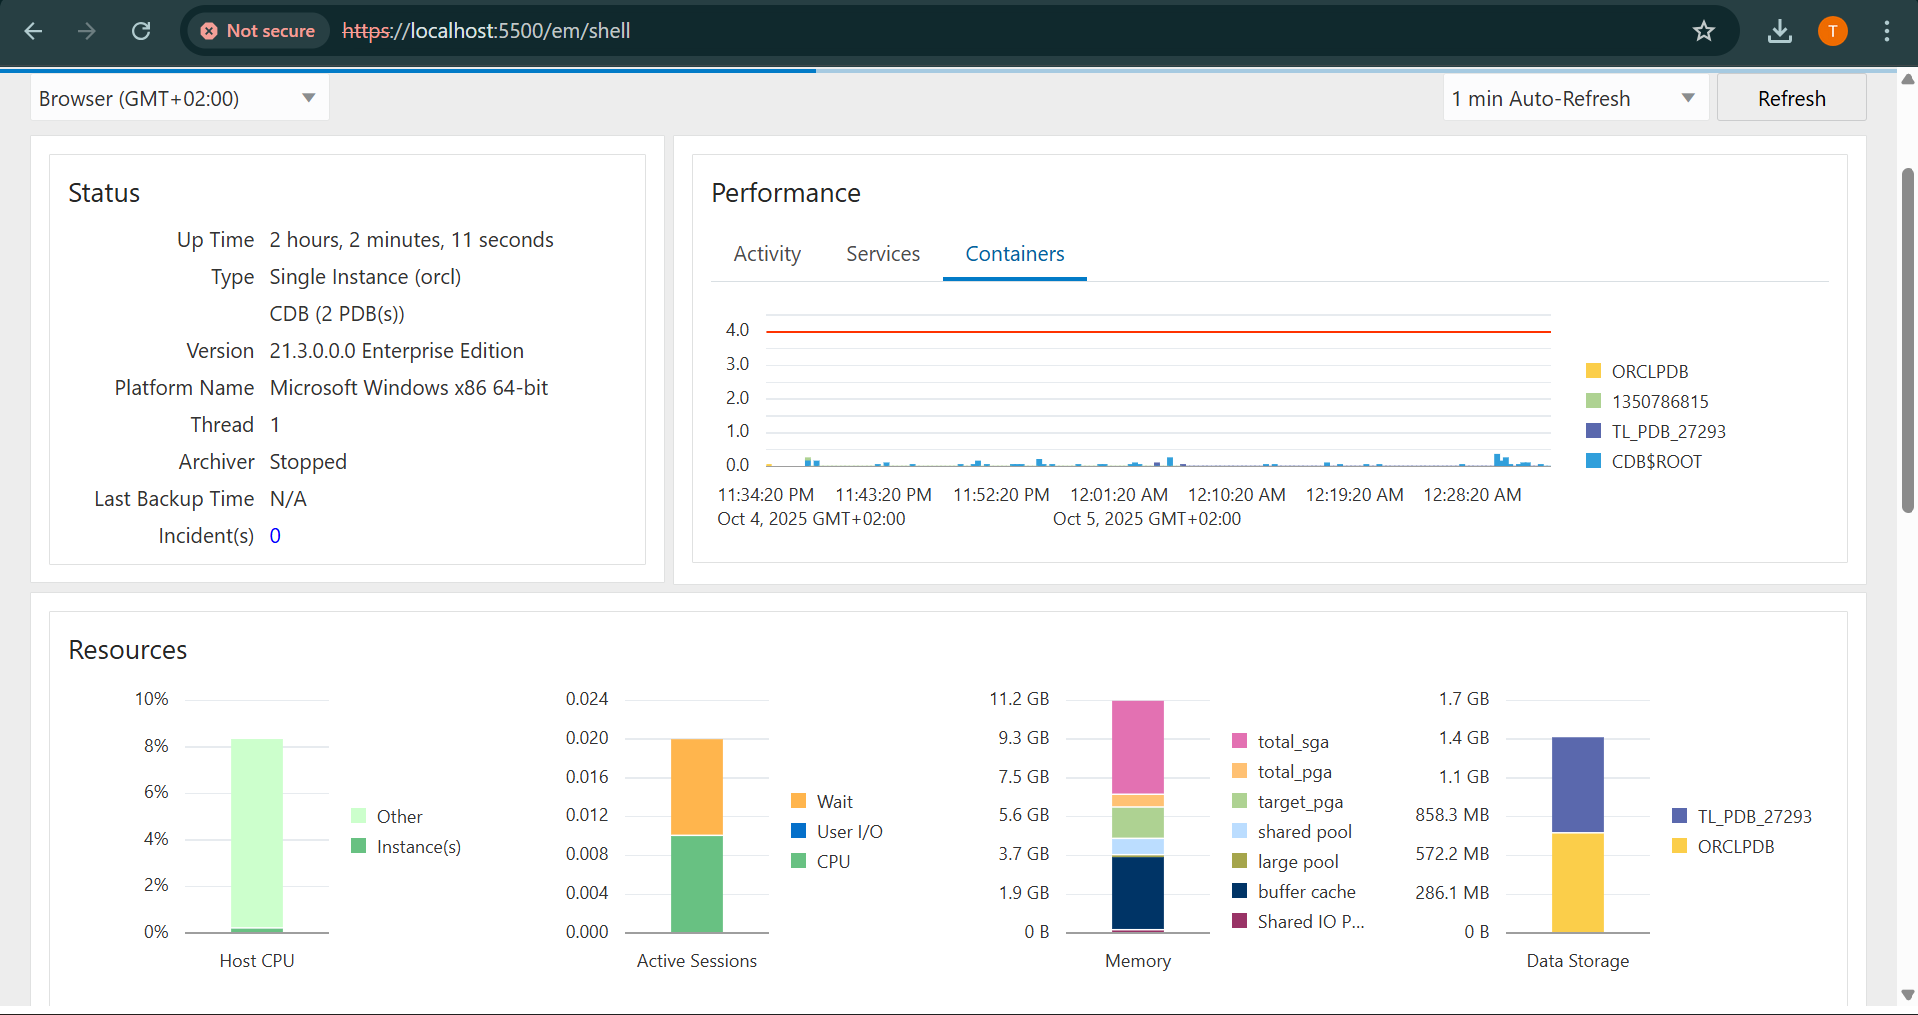 Not secure https://localhost:5500/em/shell T
Browser (GMT+02:00)
1 min Auto-Refresh Refresh
Status
Up Time 2 hours, 2 minutes, 11 seconds
Type Single Instance (orcl)
CDB (2 PDB(s))
Version 21.3.0.0.0 Enterprise Edition
Platform Name Microsoft Windows x86 64-bit
Thread 1
Archiver Stopped
Last Backup Time N/A
Incident(s) 0
Performance
Activity Services Containers
4.0
3.0
2.0
1.0
0.0
11:34:20 PM 11:43:20 PM 11:52:20 PM 12:01:20 AM 12:10:20 AM 12:19:20 AM 12:28:20 AM
Oct 4, 2025 GMT+02:00 Oct 5, 2025 GMT+02:00
ORCLPDB
1350786815
TL_PDB_27293
CDB$ROOT
Resources
10%
8%
6%
4%
2%
0%
Host CPU
Other
Instance(s)
0.024
0.020
0.016
0.012
0.008
0.004
0.000
Active Sessions
Wait
User I/O
CPU
11.2 GB
9.3 GB
7.5 GB
5.6 GB
3.7 GB
1.9 GB
0 B
Memory
total_sga
total_pga
target_pga
shared pool
large pool
buffer cache
Shared IO P...
1.7 GB
1.4 GB
1.1 GB
858.3 MB
572.2 MB
286.1 MB
0 B
Data Storage
TL_PDB_27293
ORCLPDB